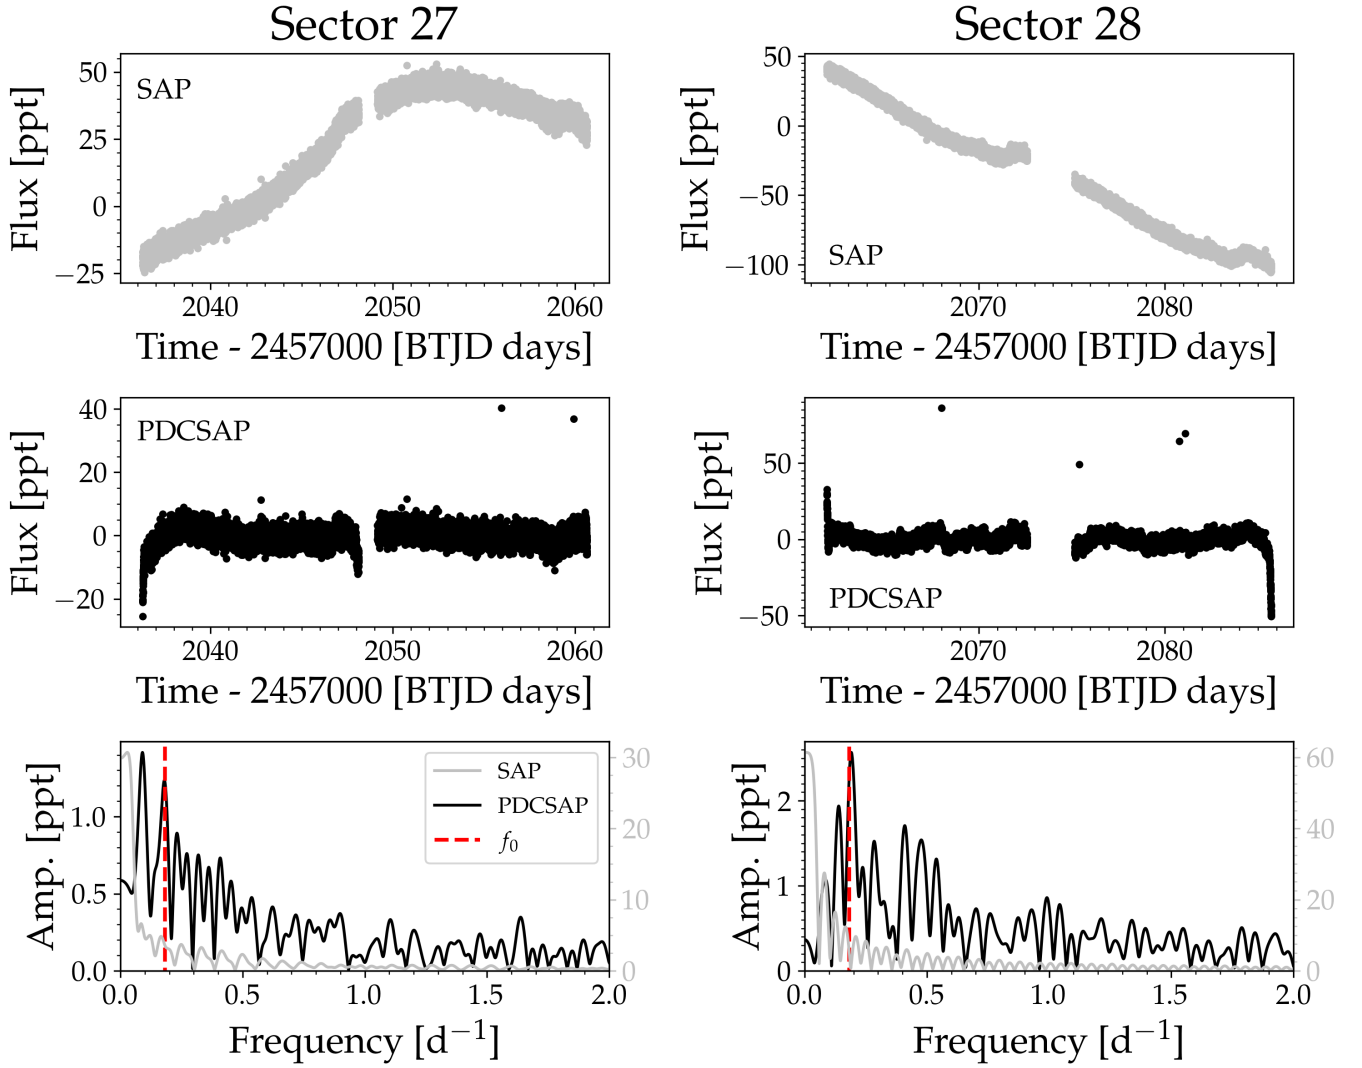 Sector 27
Sector 28
Flux [ppt]
50
25
0
−25
SAP
2040
2050
2060
Time - 2457000 [BTJD days]
Flux [ppt]
50
0
−50
−100
SAP
2070
2080
Time - 2457000 [BTJD days]
Flux [ppt]
40
20
0
−20
PDCSAP
2040
2050
2060
Time - 2457000 [BTJD days]
Flux [ppt]
50
0
−50
PDCSAP
2070
2080
Time - 2457000 [BTJD days]
Amp. [ppt]
1.0
0.5
0.0
SAP
PDCSAP
f₀
30
20
10
0
0.0
0.5
1.0
1.5
2.0
Frequency [d⁻¹]
Amp. [ppt]
2
1
0
60
40
20
0
0.0
0.5
1.0
1.5
2.0
Frequency [d⁻¹]